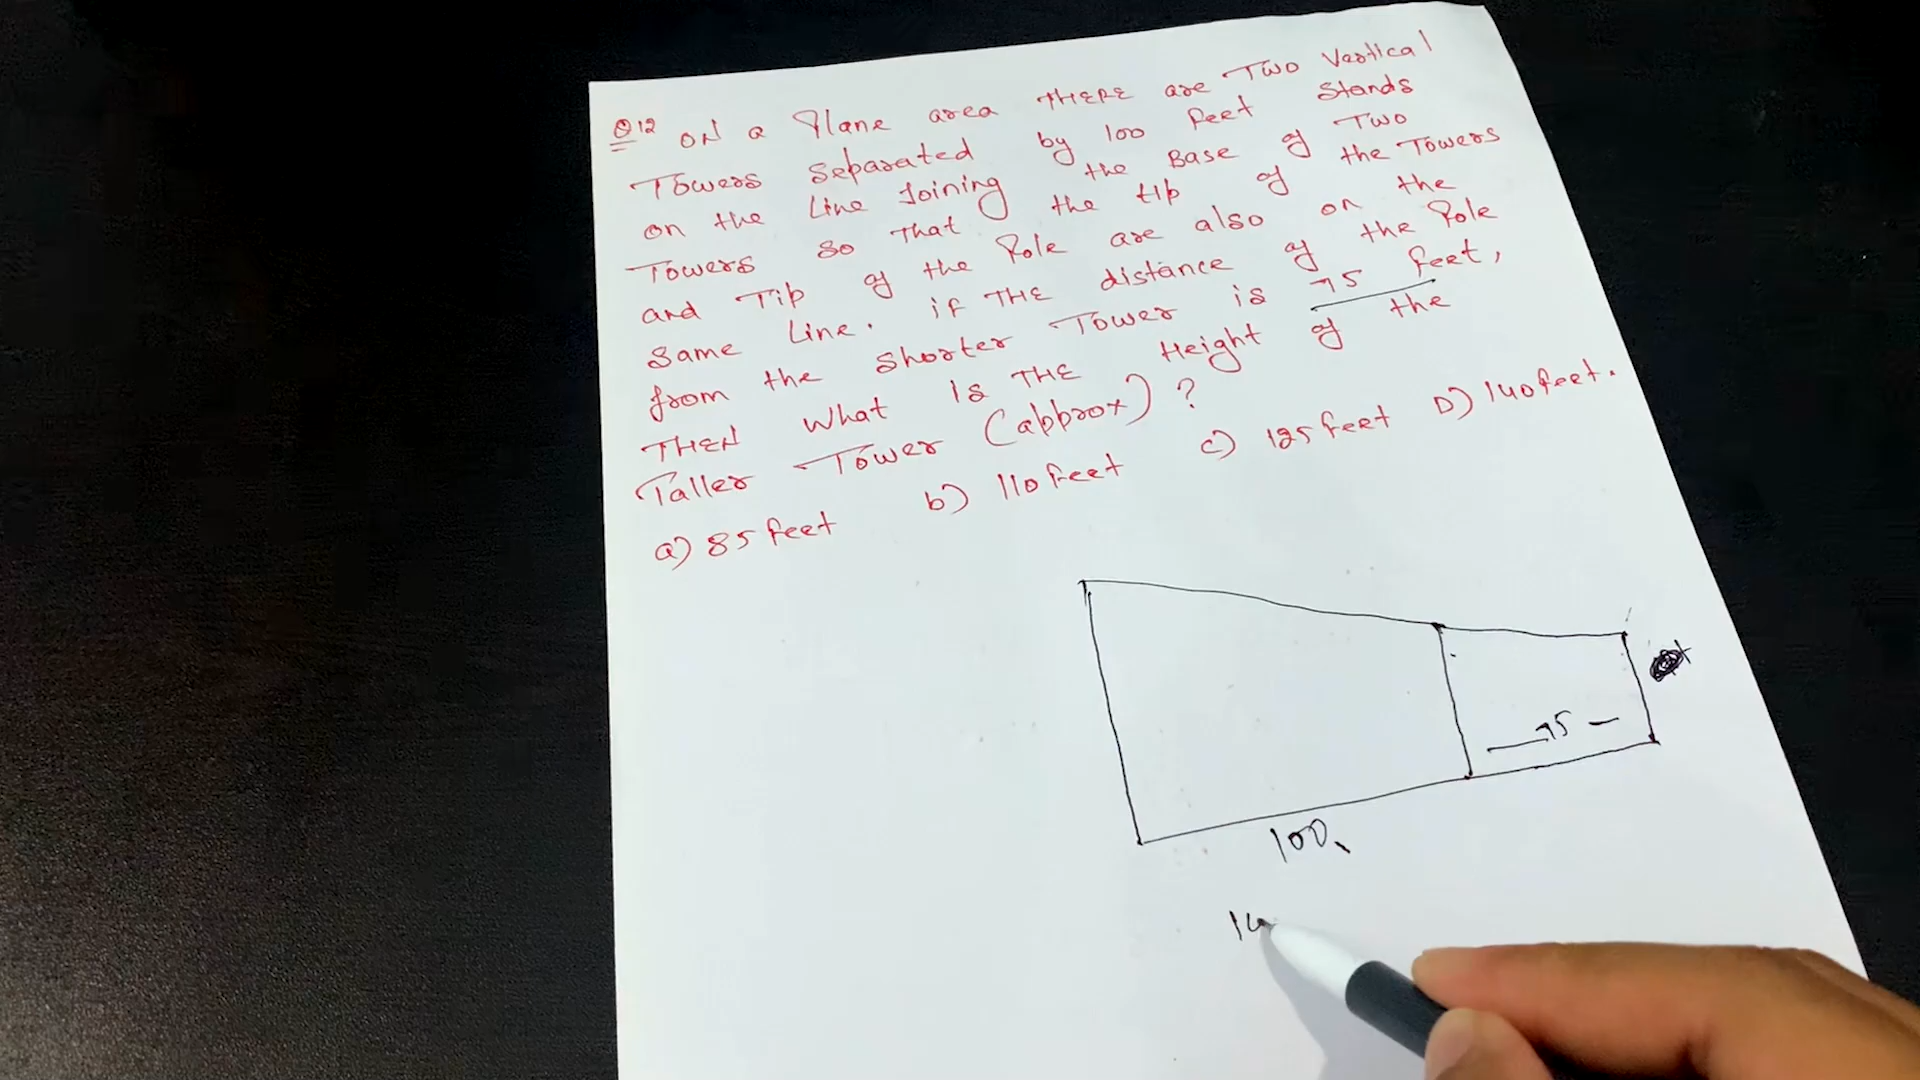 Q12 ON a Plane area THERE are TWO Vertical
Towers Separated by 100 feet Stands
on the Line Joining the Base of TWO
Towers so That the tip of the Towers
and Tip of the Pole are also on the
Same Line. if THE distance of the Pole
from the Shorter Tower is 75 feet,
THEN What is THE Height of the
Taller Tower (approx) ?
a) 85 feet b) 110 feet c) 125 feet D) 140 feet.
75
100